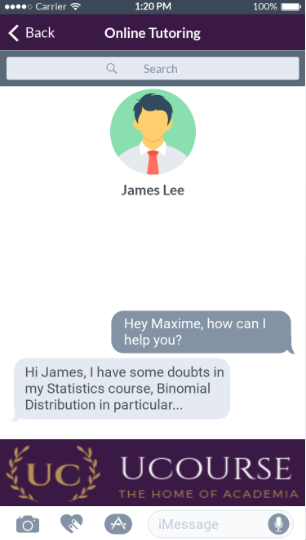 Carrier 1:20 PM 100%
Back Online Tutoring
Search
James Lee
Hey Maxime, how can I
help you?
Hi James, I have some doubts in
my Statistics course, Binomial
Distribution in particular...
UC UCOURSE
THE HOME OF ACADEMIA
iMessage